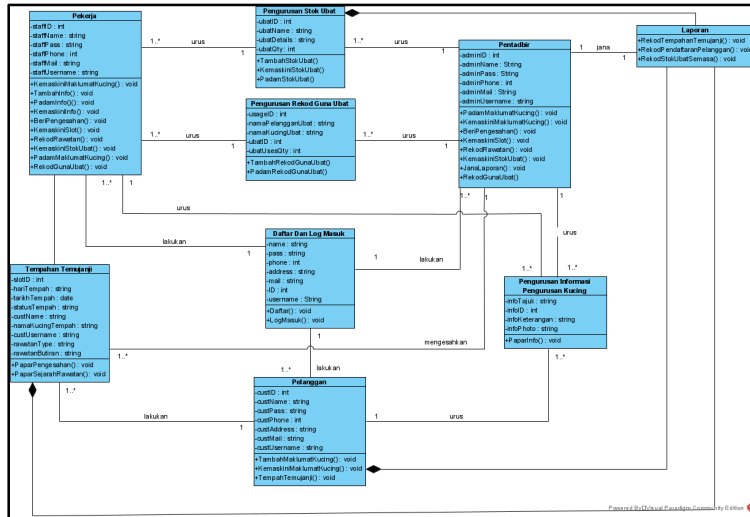 Pekerja
-staffID : int
-staffName : string
-staffPass : string
-staffPhone : int
-staffMail : string
-staffUsername : string
+KemaskiniMaklumatKucing() : void
+TambahInfo() : void
+PadamInfo() : void
+KemaskiniInfo() : void
+BeriPengesahan() : void
+KemaskiniSlot() : void
+RekodRawatan() : void
+KemaskiniStokUbat() : void
+PadamMaklumatKucing() : void
+RekodGunaUbat() : void
1..*
urus
1
Pengurusan Stok Ubat
-ubatID : int
-ubatName : string
-ubatDetails : string
-ubatQty : int
+TambahStokUbat()
+KemaskiniStokUbat()
+PadamStokUbat()
1..*
urus
1
Pentadbir
-adminID : int
-adminName : String
-adminPass : String
-adminPhone : int
-adminMail : String
-adminUsername : string
+PadamMaklumatKucing() : void
+KemaskiniMaklumatKucing() : void
+BeriPengesahan() : void
+KemaskiniSlot() : void
+RekodRawatan() : void
+KemaskiniStokUbat() : void
+JanaLaporan() : void
+RekodGunaUbat()
1
jana
1
Laporan
+RekodTempahanTemujanji() : void
+RekodPendaftaranPelanggan() : void
+RekodStokUbatSemasa() : void
1..*
urus
1
Pengurusan Rekod Guna Ubat
-usageID : int
-namaPelangganUbat : string
-namaKucingUbat : string
-ubatID : int
-ubatUsesQty : int
+TambahRekodGunaUbat()
+PadamRekodGunaUbat()
1..*
urus
1
1..*
1
1..*
1
urus
1..*
1
urus
1..*
1..*
lakukan
1
Daftar Dan Log Masuk
-name : string
-pass : string
-phone : int
-address : string
-mail : string
-ID : int
-username : String
+Daftar() : void
+LogMasuk() : void
1
lakukan
Tempahan Temujanji
-slotID : int
-hariTempah : string
-tarikhTempah : date
-statusTempah : string
-custName : string
-namaKucingTempah : string
-custUsername : string
-rawatanType : string
-rawatanButiran : string
+PaparPengesahan() : void
+PaparSejarahRawatan() : void
Pengurusan Informasi
Pengurusan Kucing
-infoTajuk : string
-infoID : int
-infoKeterangan : string
-infoPhoto : string
+PaparInfo() : void
1
mengesahkan
1..*
1..*
lakukan
1..*
lakukan
1
Pelanggan
-custID : int
-custName : string
-custPass : string
-custPhone : int
-custAddress : string
-custMail : string
-custUsername : string
+TambahMaklumatKucing() : void
+KemaskiniMaklumatKucing() : void
+TempahTemujanji() : void
1
urus
1..*
Powered By Visual Paradigm Community Edition